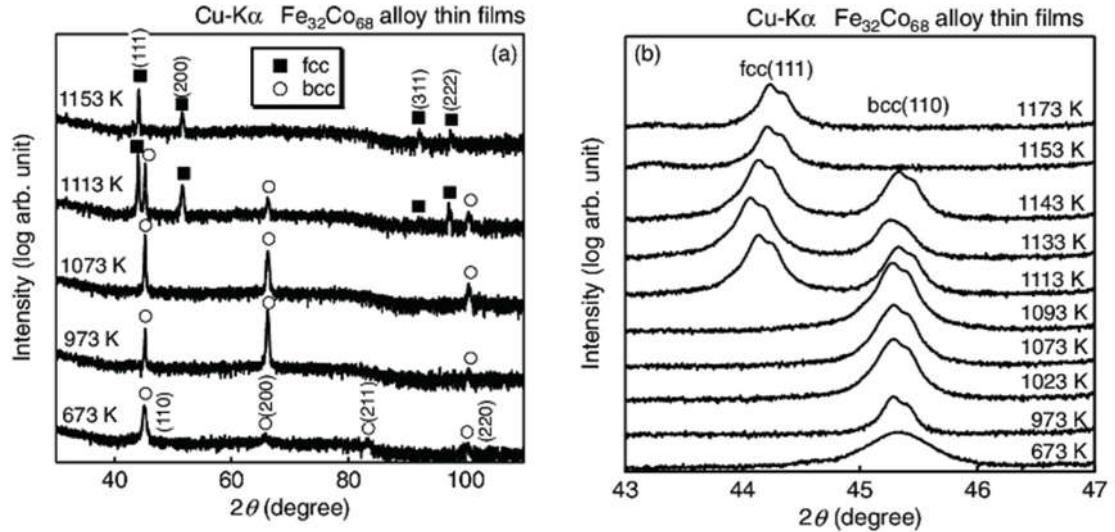 Cu-Kα Fe₃₂Co₆₈ alloy thin films
(a)
■ fcc
○ bcc
(111)
(200)
(311)
(222)
1153 K
1113 K
1073 K
973 K
673 K
(110)
(200)
(211)
(220)
Intensity (log arb. unit)
40 60 80 100
2θ (degree)
Cu-Kα Fe₃₂Co₆₈ alloy thin films
(b)
fcc(111)
bcc(110)
1173 K
1153 K
1143 K
1133 K
1113 K
1093 K
1073 K
1023 K
973 K
673 K
Intensity (log arb. unit)
43 44 45 46 47
2θ (degree)